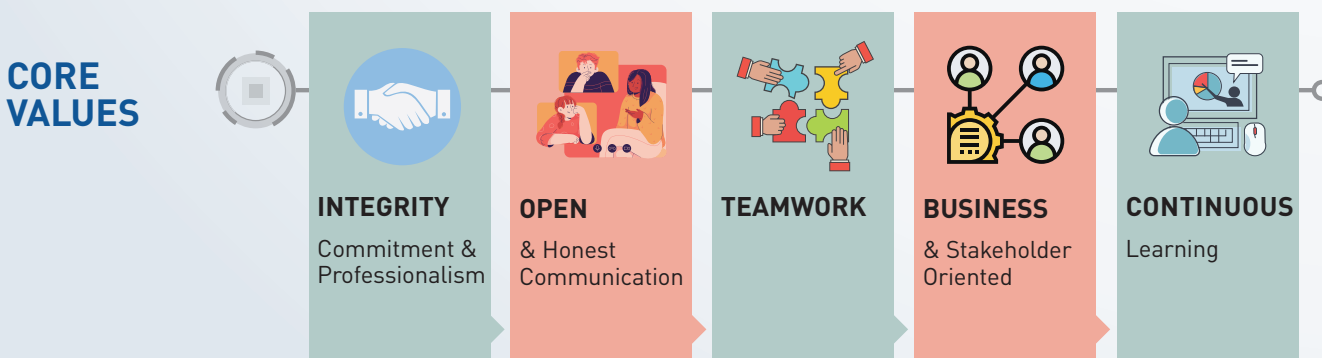 CORE
VALUES
INTEGRITY
Commitment &
Professionalism
OPEN
& Honest
Communication
TEAMWORK
BUSINESS
& Stakeholder
Oriented
CONTINUOUS
Learning